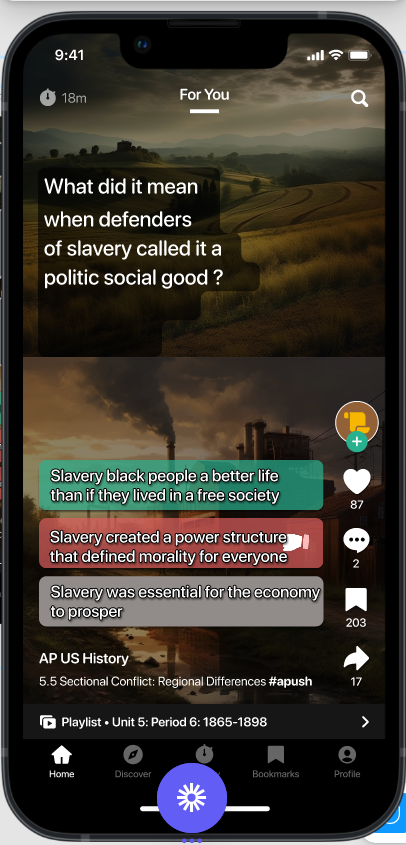 9:41
18m
For You
What did it mean
when defenders
of slavery called it a
politic social good ?
Slavery black people a better life
than if they lived in a free society
87
Slavery created a power structure
that defined morality for everyone
2
Slavery was essential for the economy
to prosper
203
AP US History
5.5 Sectional Conflict: Regional Differences #apush
17
Playlist • Unit 5: Period 6: 1865-1898
Home
Discover
Bookmarks
Profile